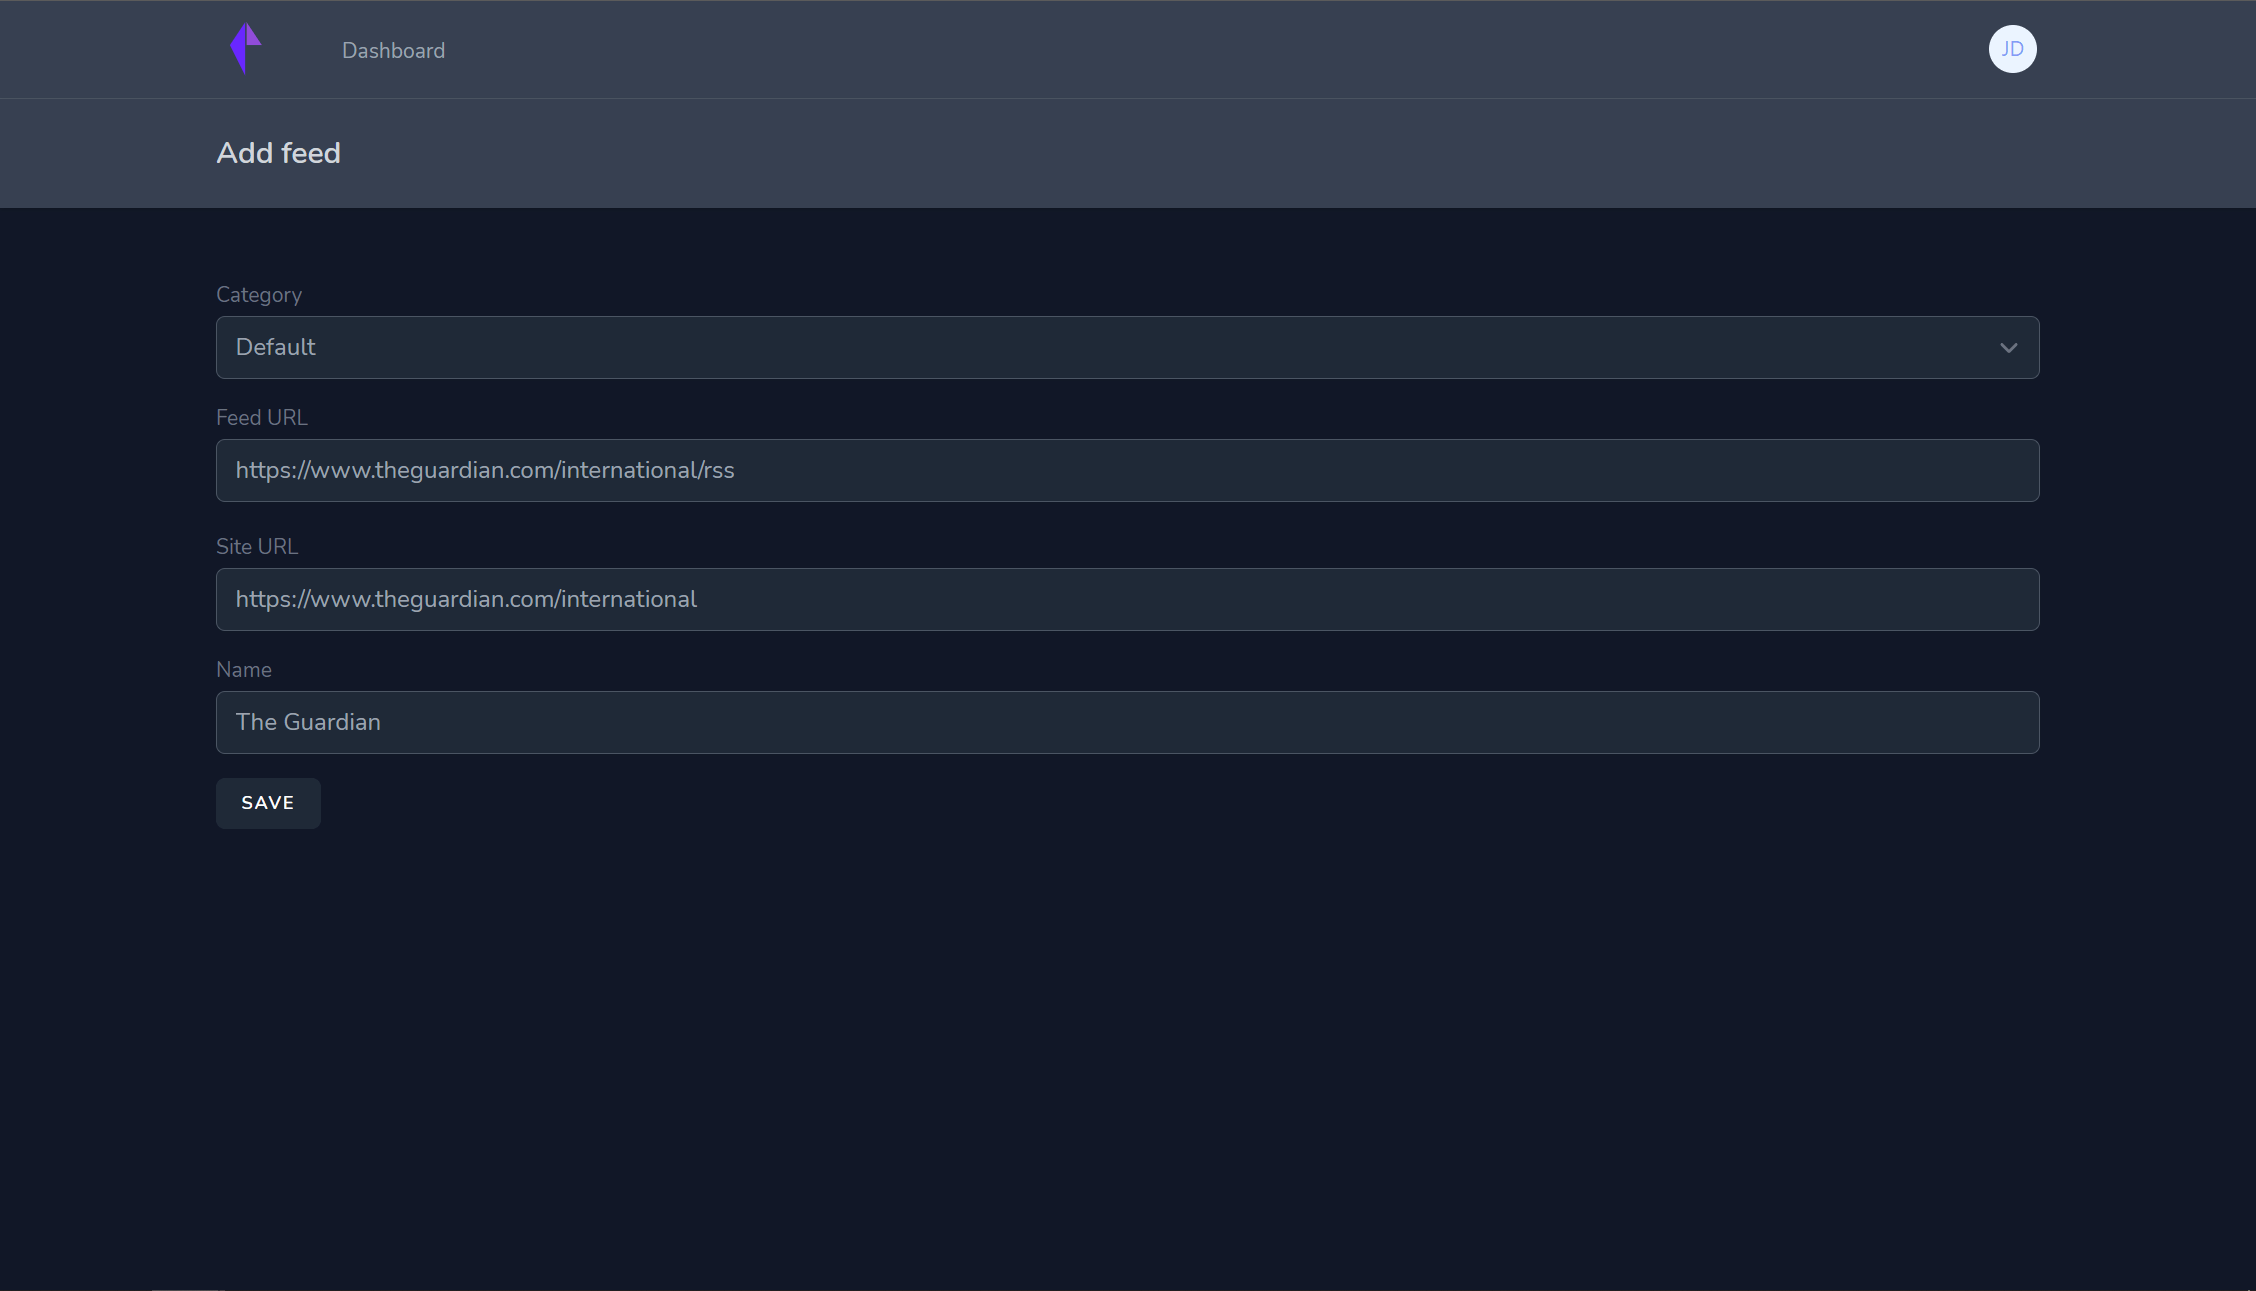 Dashboard
JD
Add feed
Category
Default
Feed URL
https://www.theguardian.com/international/rss
Site URL
https://www.theguardian.com/international
Name
The Guardian
SAVE